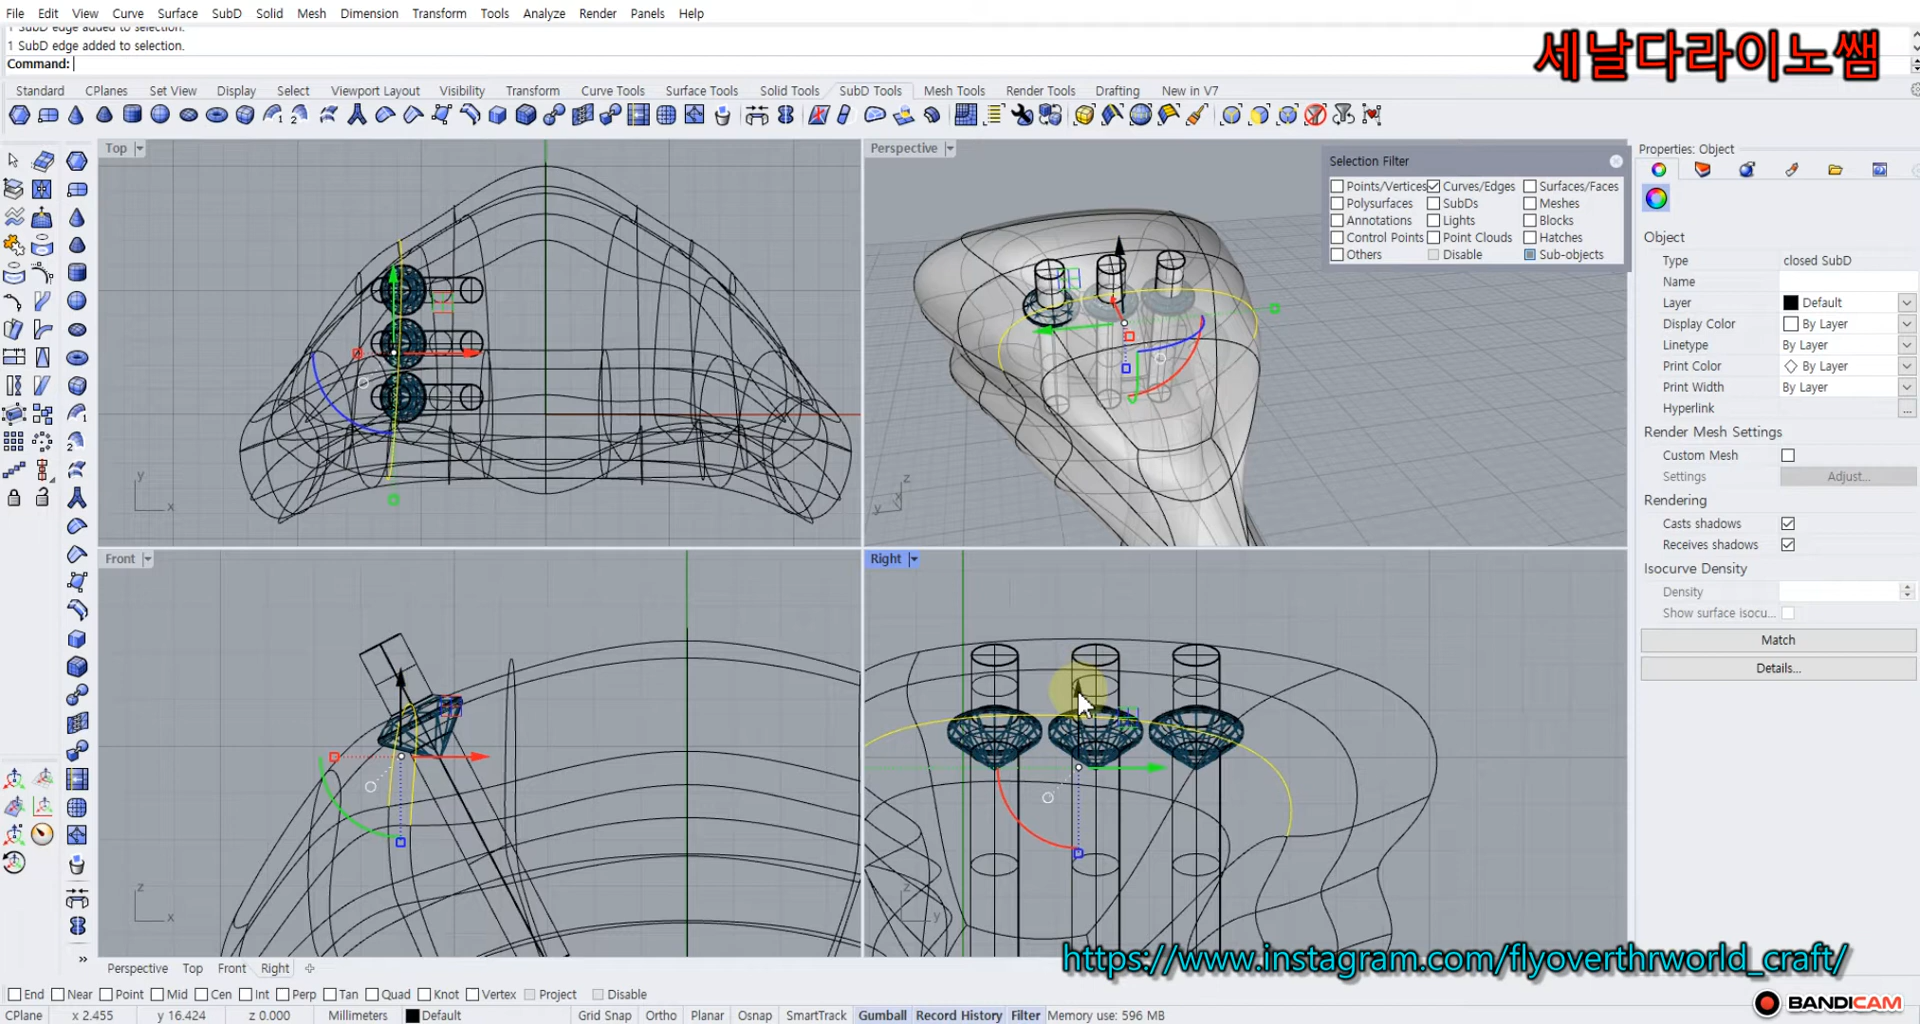 File Edit View Curve Surface SubD Solid Mesh Dimension Transform Tools Analyze Render Panels Help
1 SubD edge added to selection.
1 SubD edge added to selection.
Command:
세날다라이노쌤
Standard CPlanes Set View Display Select Viewport Layout Visibility Transform Curve Tools Surface Tools Solid Tools SubD Tools Mesh Tools Render Tools Drafting New in V7
Top
Perspective
Selection Filter
Points/Vertices Curves/Edges Surfaces/Faces
Polysurfaces SubDs Meshes
Annotations Lights Blocks
Control Points Point Clouds Hatches
Others Disable Sub-objects
Properties: Object
Object
Type closed SubD
Name
Layer Default
Display Color By Layer
Linetype By Layer
Print Color By Layer
Print Width By Layer
Hyperlink ...
Render Mesh Settings
Custom Mesh
Settings Adjust...
Rendering
Casts shadows
Receives shadows
Isocurve Density
Density
Show surface isocu...
Match
Details...
y x
z y
Front
Right
z x
z y
https://www.instagram.com/flyoverthrworld_craft/
Perspective Top Front Right
End Near Point Mid Cen Int Perp Tan Quad Knot Vertex Project Disable
BANDICAM
CPlane x 2.455 y 16.424 z 0.000 Millimeters Default Grid Snap Ortho Planar Osnap SmartTrack Gumball Record History Filter Memory use: 596 MB